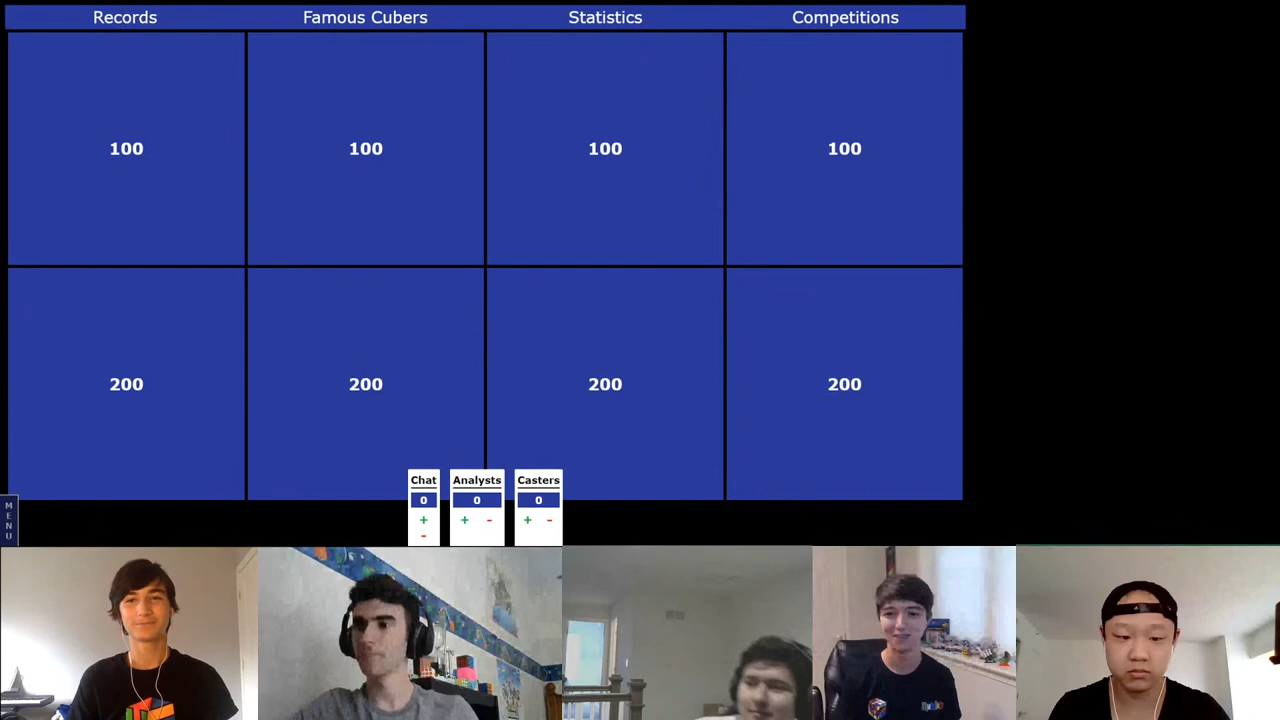 Records Famous Cubers Statistics Competitions
100 100 100 100
200 200 200 200
Chat Analysts Casters
0 0 0
+ + - + -
-
MENU